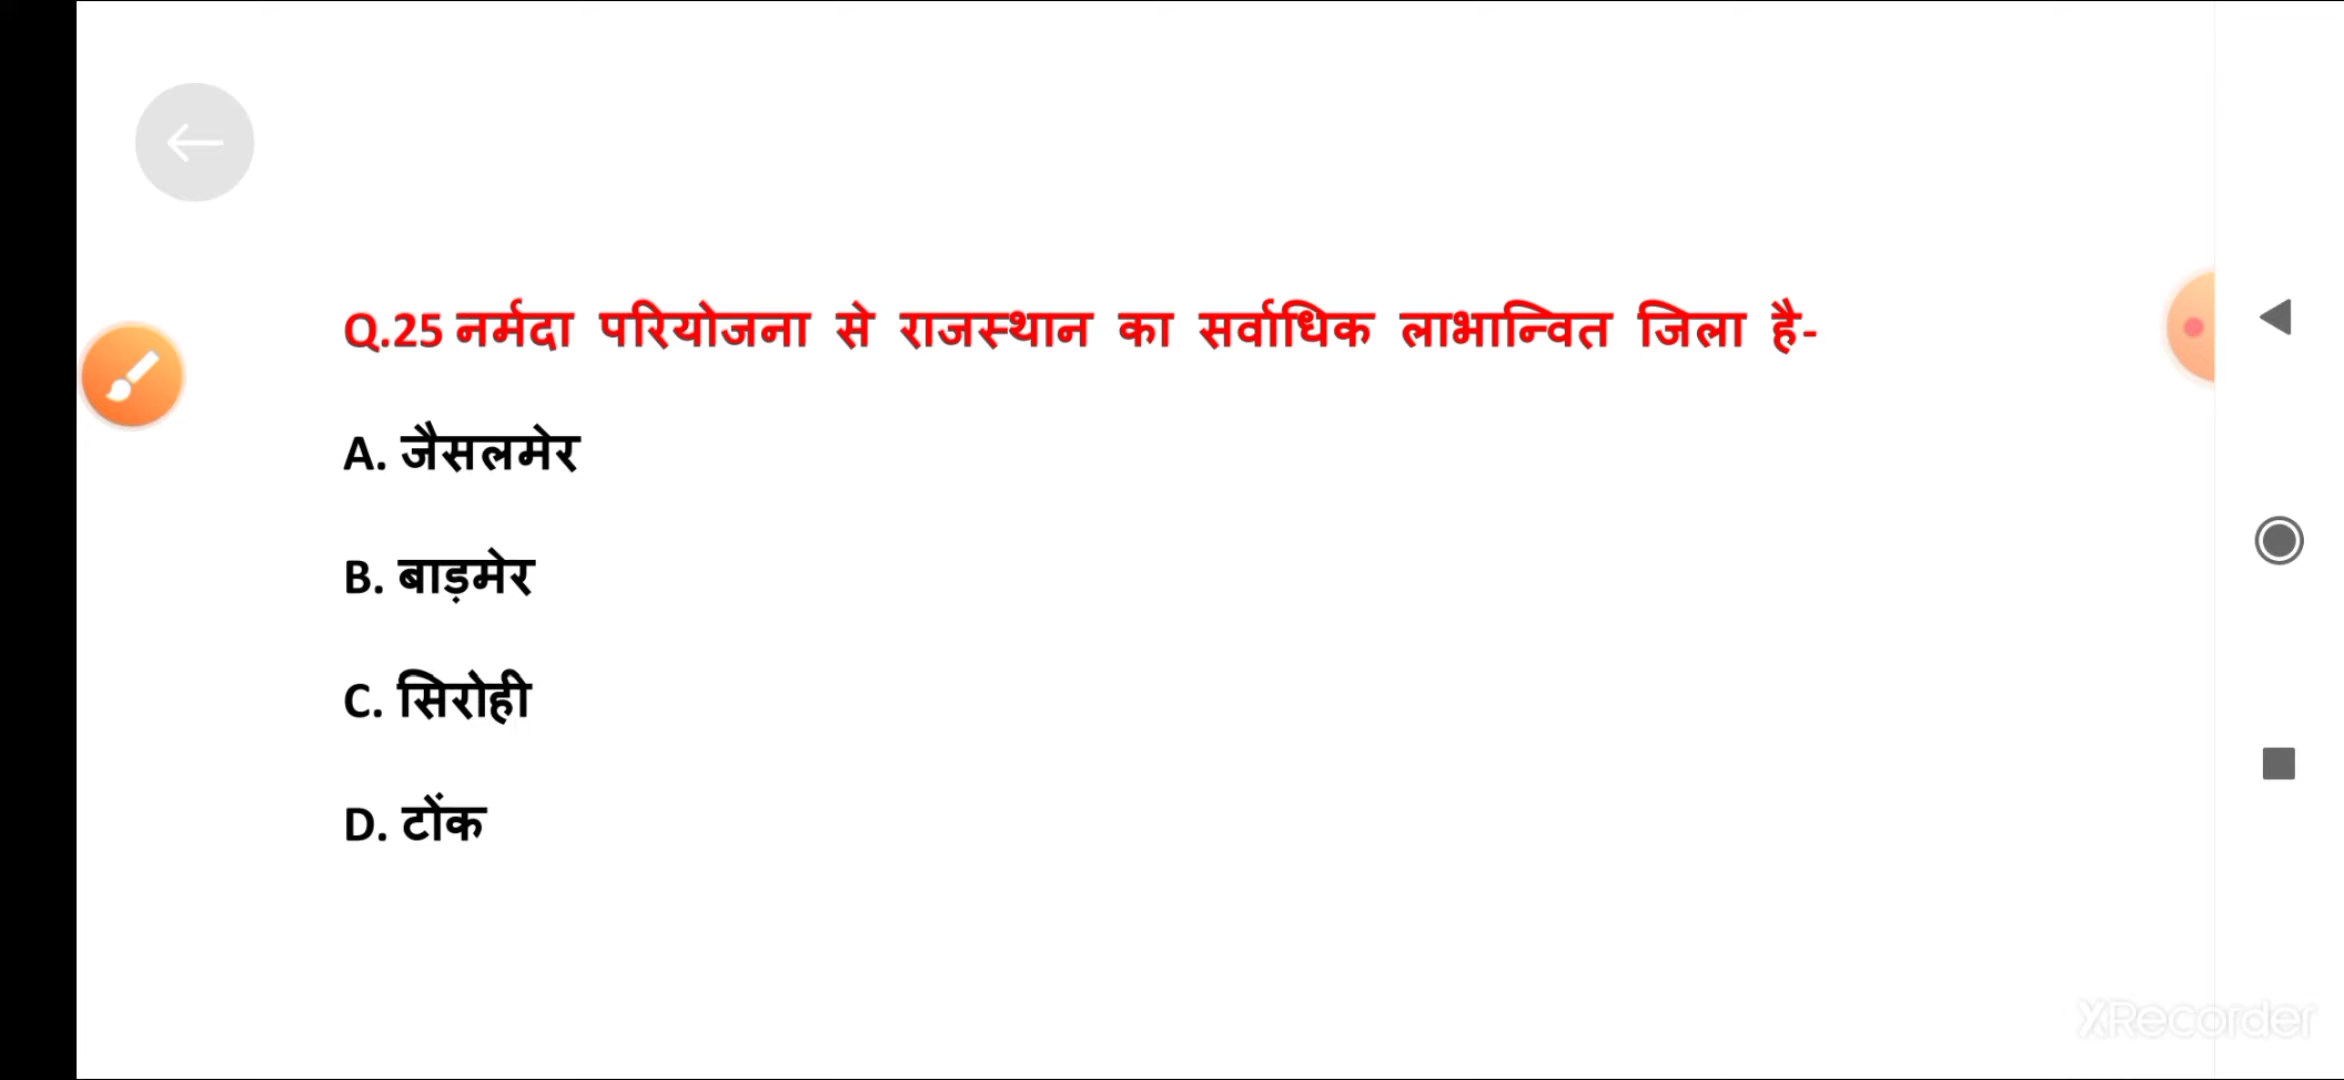 Q.25 नर्मदा परियोजना से राजस्थान का सर्वाधिक लाभान्वित जिला है-
A. जैसलमेर
B. बाड़मेर
C. सिरोही
D. टोंक
XRecorder